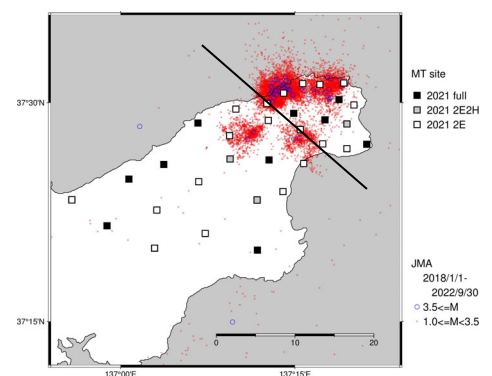 37°30'N
37°15'N
137°00'E
137°15'E
0 10 20
MT site
2021 full
2021 2E2H
2021 2E
JMA
2018/1/1-
2022/9/30
3.5<=M
1.0<=M<3.5